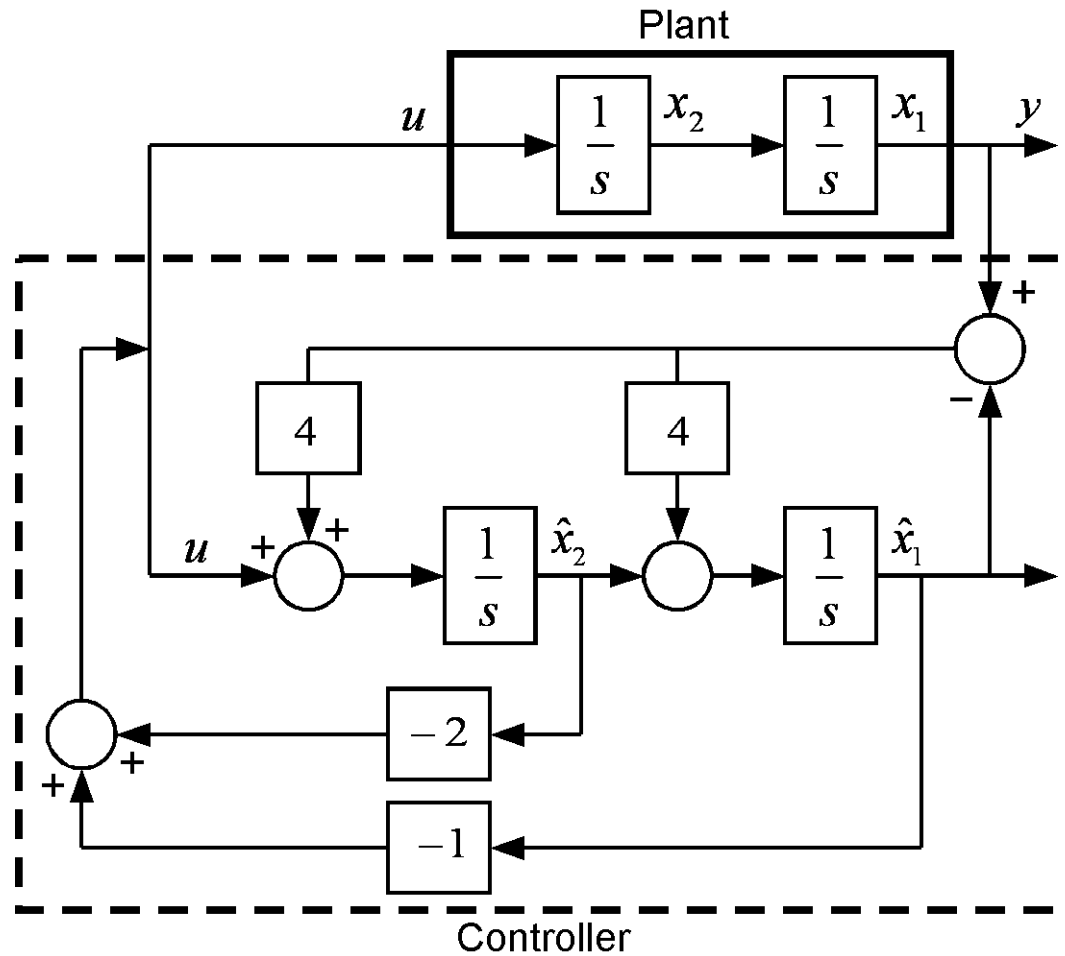 Plant
u
1
s
x₂
1
s
x₁
y
+
−
4
4
u
+
+
1
s
x̂₂
1
s
x̂₁
−2
+
+
−1
Controller